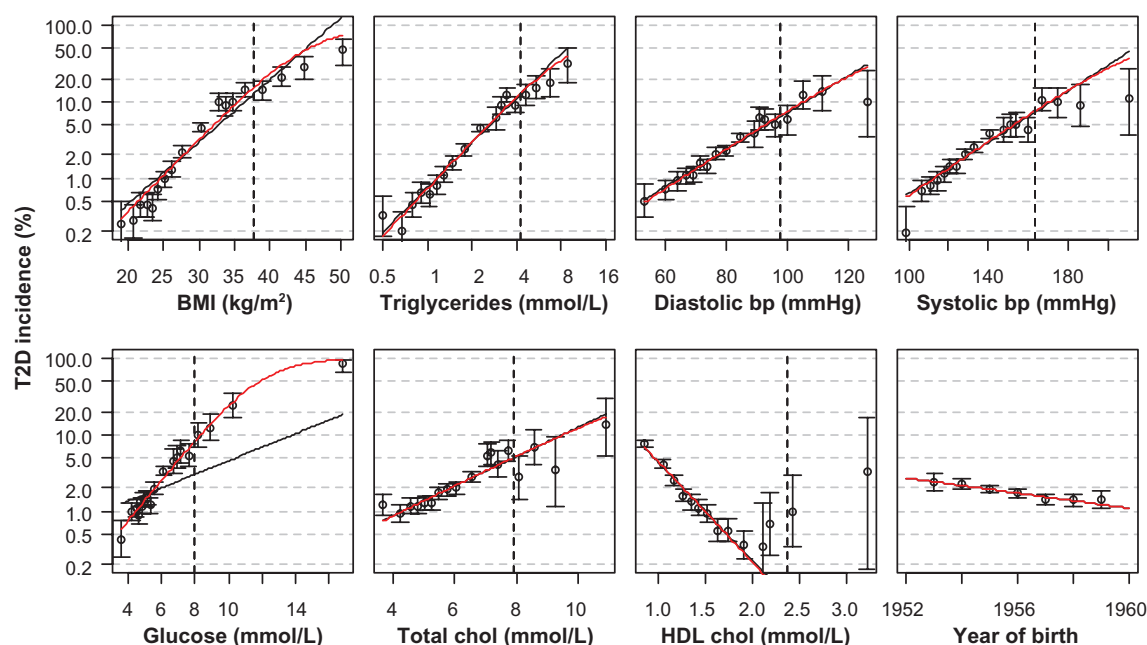 T2D incidence (%)
100.0
50.0
20.0
10.0
5.0
2.0
1.0
0.5
0.2
20 30 40 50
BMI (kg/m²)
0.5 1 2 4 8 16
Triglycerides (mmol/L)
60 80 100 120
Diastolic bp (mmHg)
100 140 180
Systolic bp (mmHg)
100.0
50.0
20.0
10.0
5.0
2.0
1.0
0.5
0.2
4 6 8 10 14
Glucose (mmol/L)
4 6 8 10
Total chol (mmol/L)
1.0 1.5 2.0 2.5 3.0
HDL chol (mmol/L)
1952 1956 1960
Year of birth